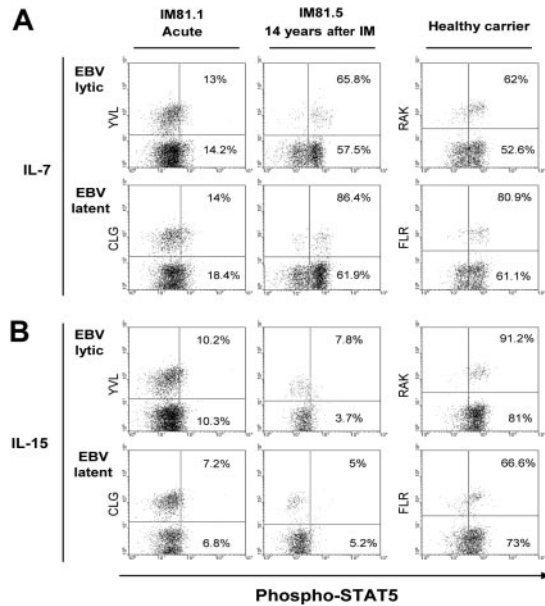 A
IM81.1
Acute
IM81.5
14 years after IM
Healthy carrier
IL-7
EBV
lytic
YVL
13%
14.2%
65.8%
57.5%
RAK
62%
52.6%
EBV
latent
CLG
14%
18.4%
86.4%
61.9%
FLR
80.9%
61.1%
B
IL-15
EBV
lytic
YVL
10.2%
10.3%
7.8%
3.7%
RAK
91.2%
81%
EBV
latent
CLG
7.2%
6.8%
5%
5.2%
FLR
66.6%
73%
Phospho-STAT5